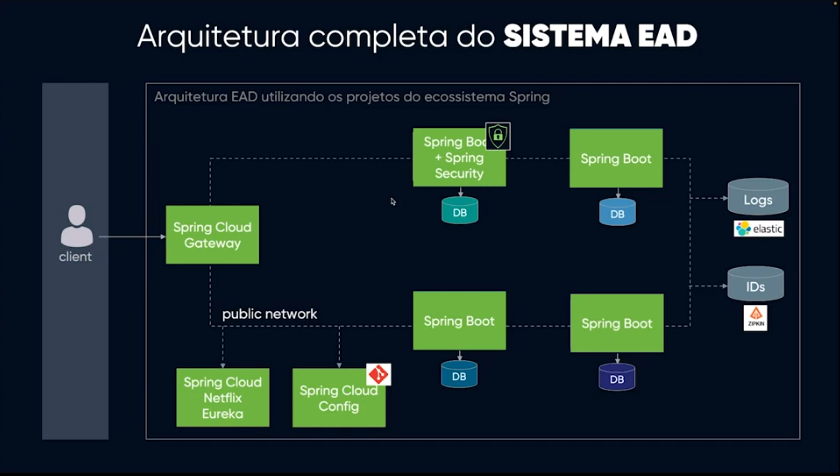 Arquitetura completa do SISTEMA EAD
Arquitetura EAD utilizando os projetos do ecossistema Spring
client
Spring Cloud
Gateway
Spring Boot
+ Spring
Security
DB
Spring Boot
DB
Logs
elastic
IDs
ZIPKIN
public network
Spring Boot
DB
Spring Boot
DB
Spring Cloud
Netflix
Eureka
Spring Cloud
Config